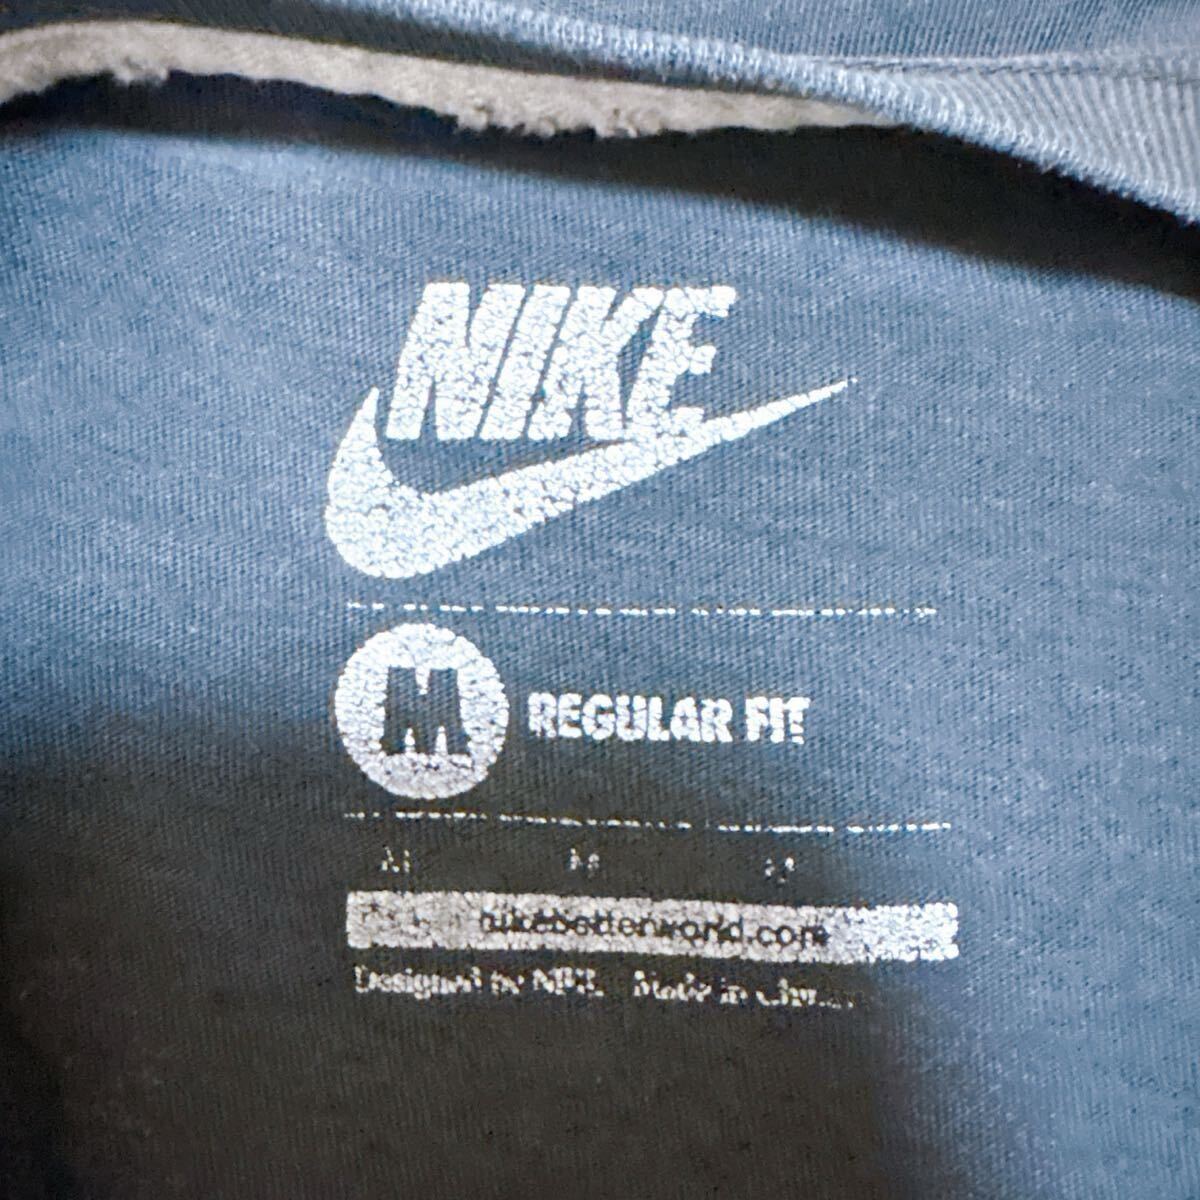 NIKE
M REGULAR FIT
M M M
nikebetterworld.com
Designed by NIKE. Made in China